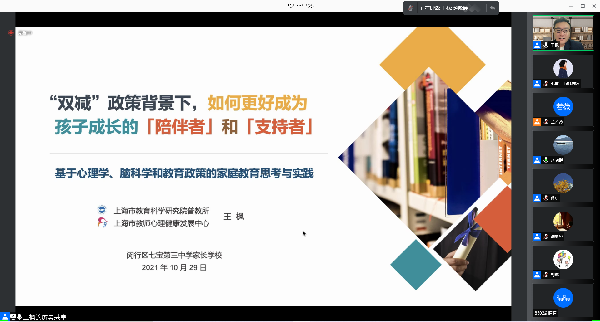 “双减”政策背景下，如何更好成为
孩子成长的「陪伴者」和「支持者」
基于心理学、脑科学和教育政策的家庭教育思考与实践
上海市教育科学研究院普教所
上海市教师心理健康发展中心
王 枫
闵行区七宝第三中学家长学校
2021 年 10 月 29 日